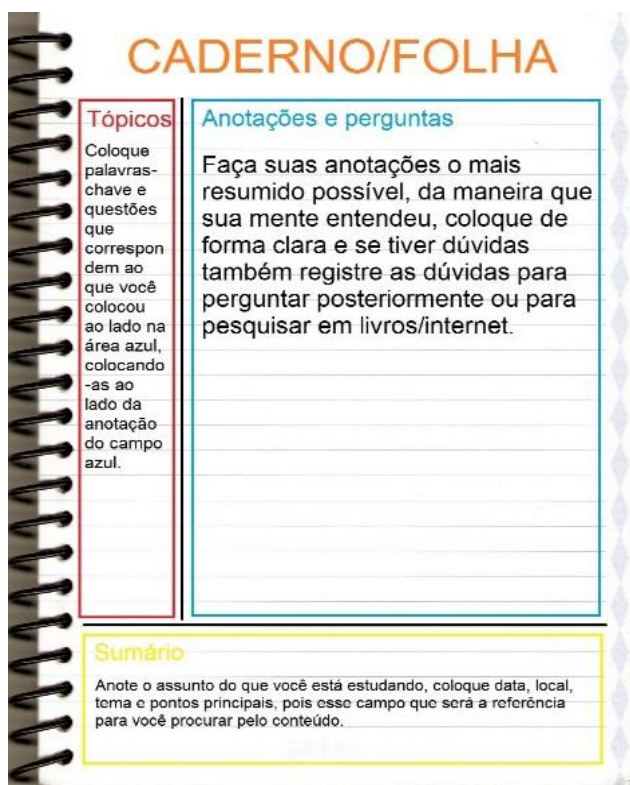 CADERNO/FOLHA
Tópicos
Coloque
palavras-
chave e
questões
que
correspon
dem ao
que você
colocou
ao lado na
área azul,
colocando
-as ao
lado da
anotação
do campo
azul.
Anotações e perguntas
Faça suas anotações o mais
resumido possível, da maneira que
sua mente entendeu, coloque de
forma clara e se tiver dúvidas
também registre as dúvidas para
perguntar posteriormente ou para
pesquisar em livros/internet.
Sumário
Anote o assunto do que você está estudando, coloque data, local,
tema e pontos principais, pois esse campo que será a referência
para você procurar pelo conteúdo.